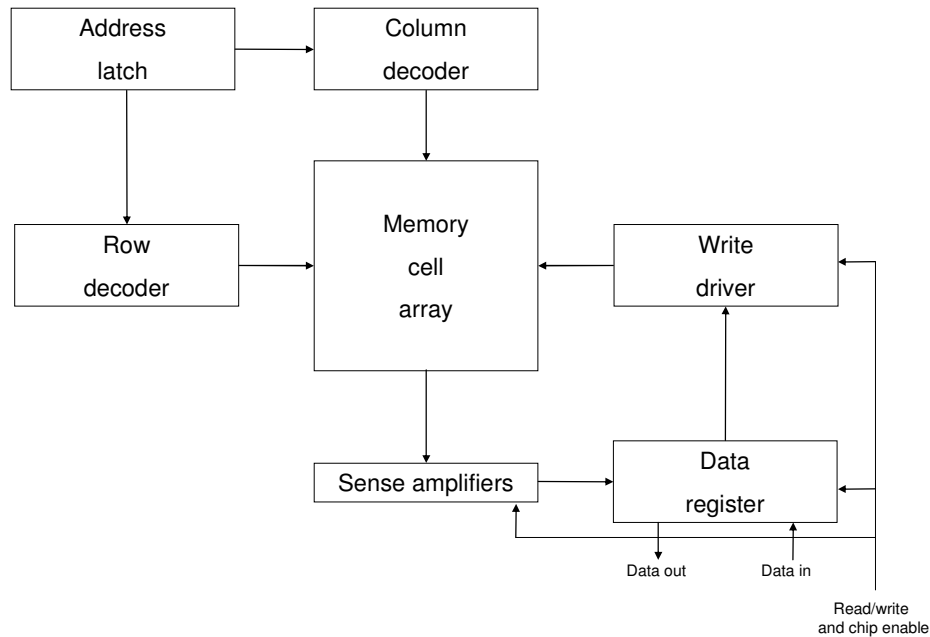 Address
latch
Column
decoder
Row
decoder
Memory
cell
array
Write
driver
Sense amplifiers
Data
register
Data out
Data in
Read/write
and chip enable